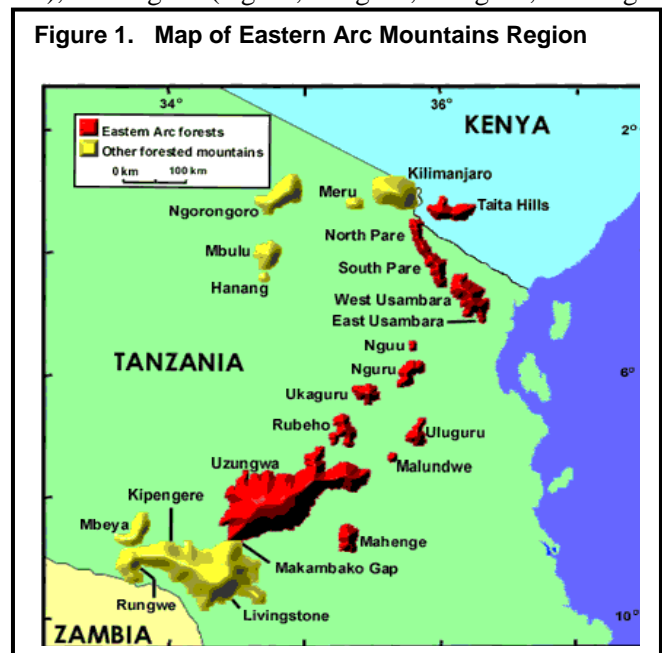 Figure 1. Map of Eastern Arc Mountains Region
34°
36°
KENYA
2°
Eastern Arc forests
Other forested mountains
0 km 100 km
Kilimanjaro
Meru
Taita Hills
Ngorongoro
North Pare
Mbulu
South Pare
Hanang
West Usambara
East Usambara
Nguu
TANZANIA
Nguru
6°
Ukaguru
Rubeho
Uluguru
Uzungwa
Malundwe
Kipengere
Mbeya
Mahenge
Makambako Gap
Rungwe
Livingstone
10°
ZAMBIA